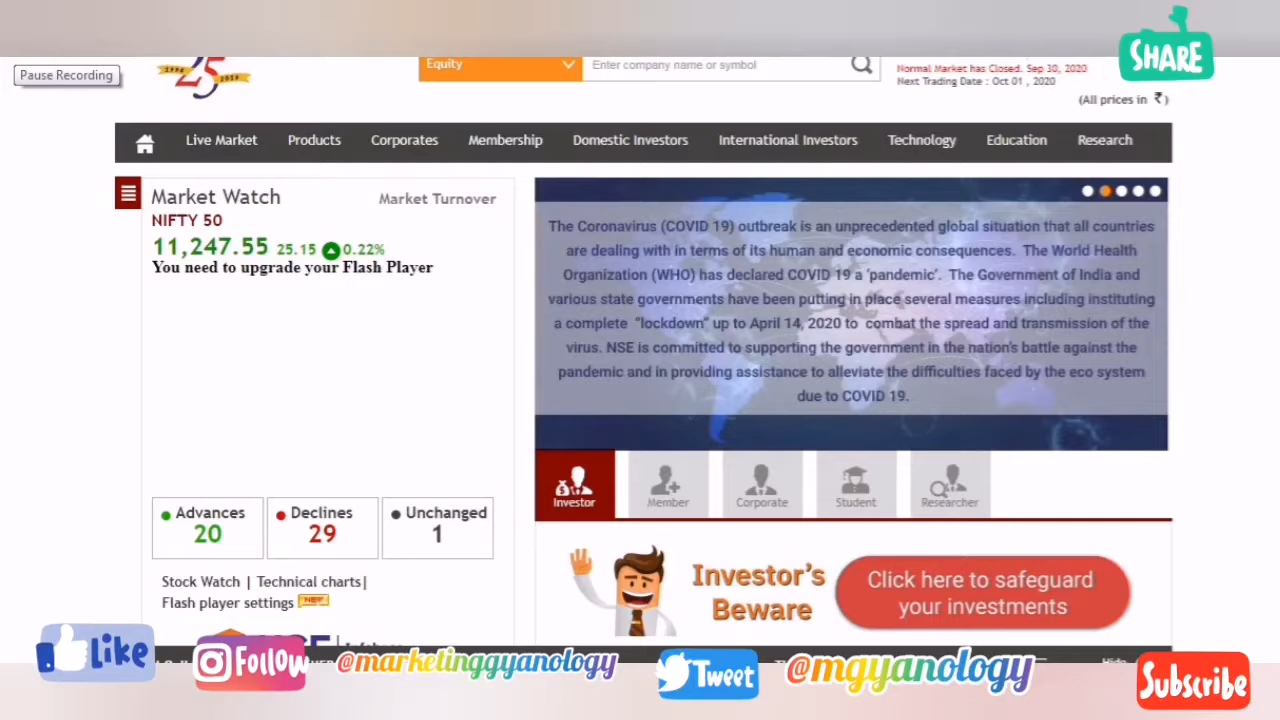 SHARE
Pause Recording
25
Equity
Enter company name or symbol
Normal Market has Closed. Sep 30, 2020
Next Trading Date : Oct 01 , 2020
(All prices in ₹)
Live Market
Products
Corporates
Membership
Domestic Investors
International Investors
Technology
Education
Research
Market Watch
Market Turnover
NIFTY 50
11,247.55 25.15 0.22%
You need to upgrade your Flash Player
The Coronavirus (COVID 19) outbreak is an unprecedented global situation that all countries
are dealing with in terms of its human and economic consequences. The World Health
Organization (WHO) has declared COVID 19 a ‘pandemic’. The Government of India and
various state governments have been putting in place several measures including instituting
a complete “lockdown” up to April 14, 2020 to combat the spread and transmission of the
virus. NSE is committed to supporting the government in the nation’s battle against the
pandemic and in providing assistance to alleviate the difficulties faced by the eco system
due to COVID 19.
Investor
Member
Corporate
Student
Researcher
Advances
20
Declines
29
Unchanged
1
Stock Watch | Technical charts|
Flash player settings NEW
Investor's
Beware
Click here to safeguard
your investments
Hide
Like
Follow
@marketinggyanology
Tweet
@mgyanology
Subscribe